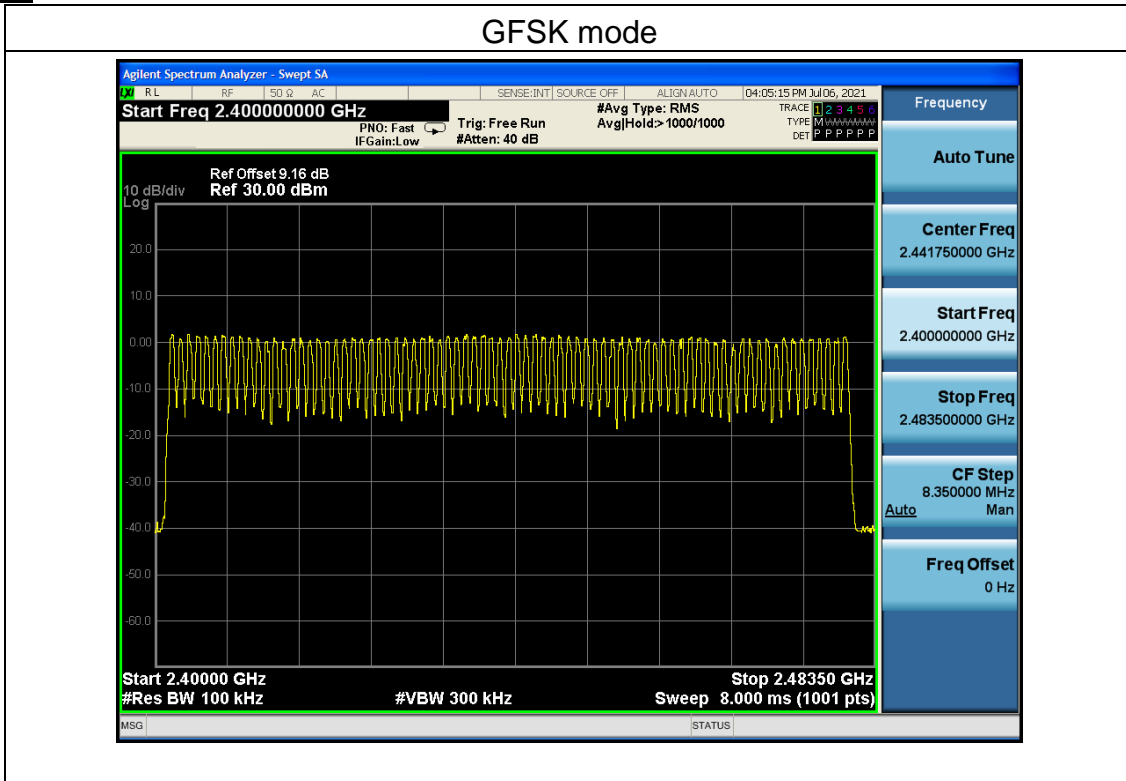 GFSK mode
Agilent Spectrum Analyzer - Swept SA
LXI RL RF 50 Ω AC SENSE:INT SOURCE OFF ALIGN AUTO 04:05:15 PM Jul 06, 2021
Start Freq 2.400000000 GHz
PNO: Fast
IFGain:Low
Trig: Free Run
#Atten: 40 dB
#Avg Type: RMS
Avg|Hold:> 1000/1000
TRACE 1 2 3 4 5 6
TYPE M
DET P P P P P P
Frequency
Auto Tune
Center Freq
2.441750000 GHz
Start Freq
2.400000000 GHz
Stop Freq
2.483500000 GHz
CF Step
8.350000 MHz
Auto Man
Freq Offset
0 Hz
Ref Offset 9.16 dB
10 dB/div Ref 30.00 dBm
Log
20.0
10.0
0.00
-10.0
-20.0
-30.0
-40.0
-50.0
-60.0
Start 2.40000 GHz Stop 2.48350 GHz
#Res BW 100 kHz #VBW 300 kHz Sweep 8.000 ms (1001 pts)
MSG STATUS